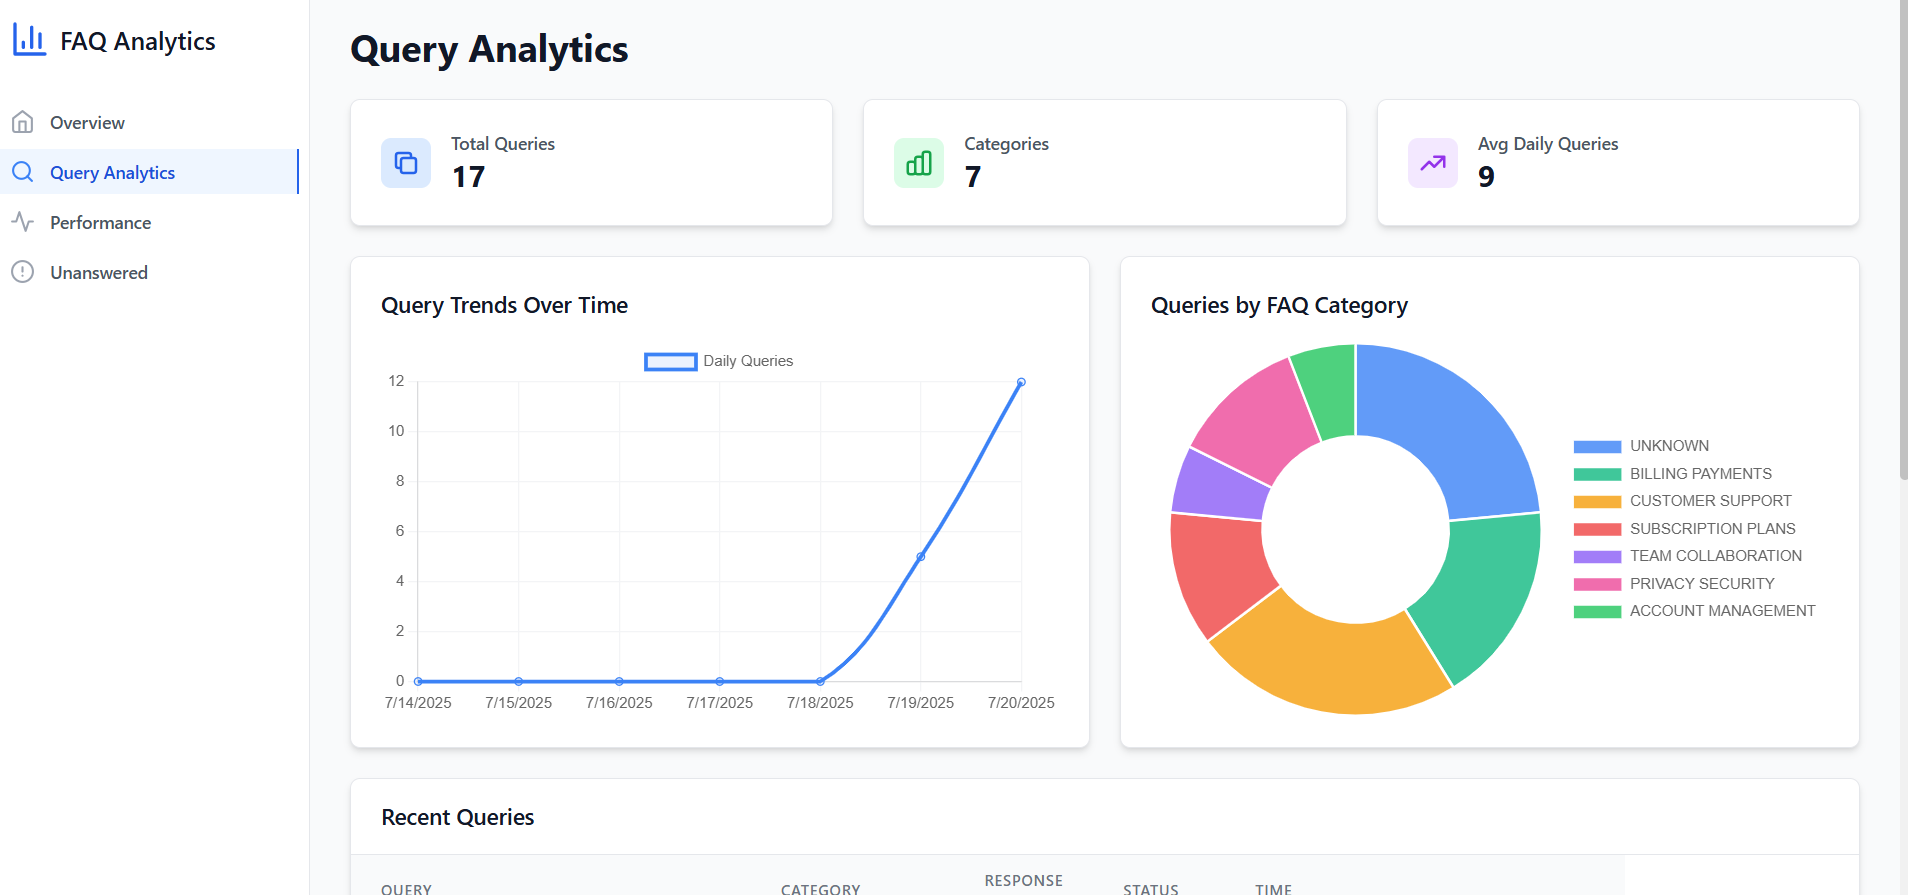 FAQ Analytics
Overview
Query Analytics
Performance
Unanswered
Query Analytics
Total Queries
17
Categories
7
Avg Daily Queries
9
Query Trends Over Time
Daily Queries
12
10
8
6
4
2
0
7/14/2025 7/15/2025 7/16/2025 7/17/2025 7/18/2025 7/19/2025 7/20/2025
Queries by FAQ Category
UNKNOWN
BILLING PAYMENTS
CUSTOMER SUPPORT
SUBSCRIPTION PLANS
TEAM COLLABORATION
PRIVACY SECURITY
ACCOUNT MANAGEMENT
Recent Queries
QUERY CATEGORY RESPONSE STATUS TIME